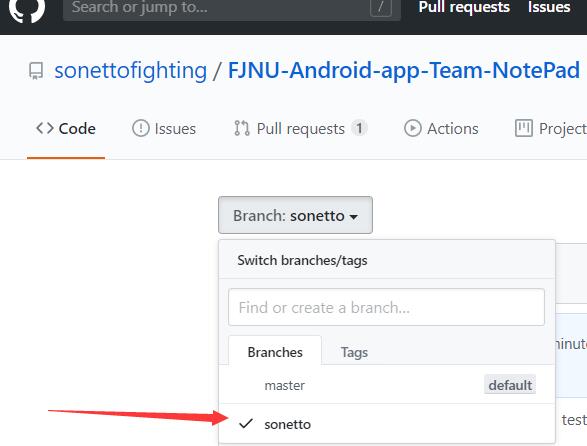 Search or jump to... / Pull requests Issues
sonettofighting / FJNU-Android-app-Team-NotePad
Code Issues Pull requests 1 Actions Project
Branch: sonetto
Switch branches/tags
Find or create a branch...
Branches Tags
master default
sonetto test